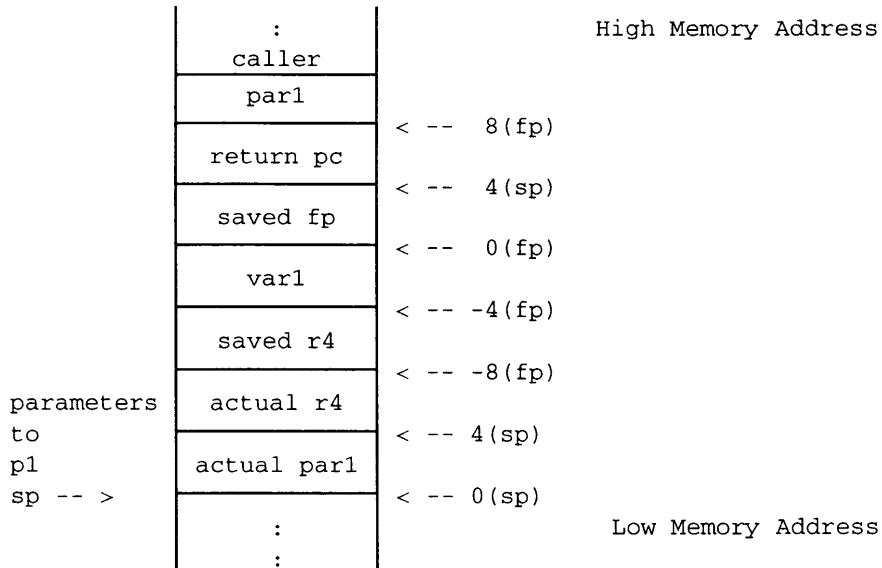 : High Memory Address
caller
par1
< -- 8(fp)
return pc
< -- 4(sp)
saved fp
< -- 0(fp)
var1
< -- -4(fp)
saved r4
< -- -8(fp)
parameters actual r4
to < -- 4(sp)
p1 actual par1
sp -- > < -- 0(sp)
: Low Memory Address
: